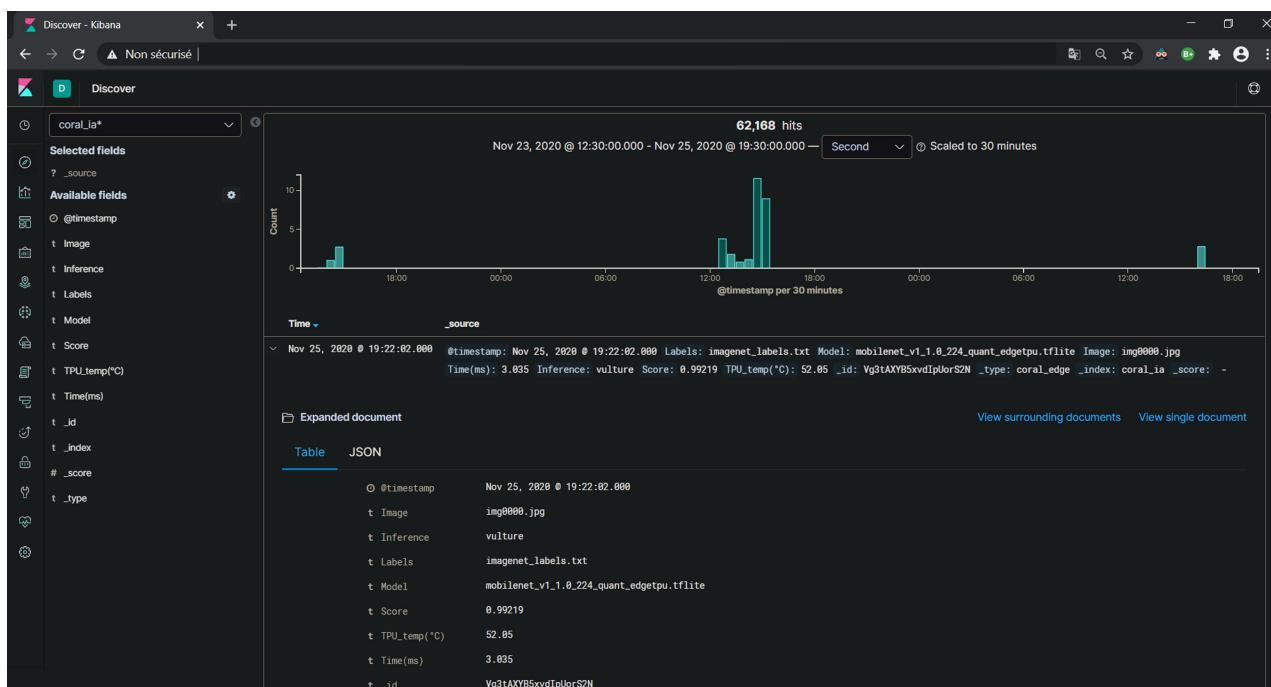 Discover - Kibana
Non sécurisé
D Discover
coral_ia*
Selected fields
? _source
Available fields
@timestamp
t Image
t Inference
t Labels
t Model
t Score
t TPU_temp(°C)
t Time(ms)
t _id
t _index
# _score
t _type
62,168 hits
Nov 23, 2020 @ 12:30:00.000 - Nov 25, 2020 @ 19:30:00.000 — Second Scaled to 30 minutes
Count
10
5
0
18:00 00:00 06:00 12:00 18:00 00:00 06:00 12:00 18:00
@timestamp per 30 minutes
Time _source
Nov 25, 2020 @ 19:22:02.000 @timestamp: Nov 25, 2020 @ 19:22:02.000 Labels: imagenet_labels.txt Model: mobilenet_v1_1.0_224_quant_edgetpu.tflite Image: img0000.jpg
Time(ms): 3.035 Inference: vulture Score: 0.99219 TPU_temp(°C): 52.05 _id: Vg3tAXYB5xvdIpUorS2N _type: coral_edge _index: coral_ia _score: -
Expanded document View surrounding documents View single document
Table JSON
@timestamp Nov 25, 2020 @ 19:22:02.000
t Image img0000.jpg
t Inference vulture
t Labels imagenet_labels.txt
t Model mobilenet_v1_1.0_224_quant_edgetpu.tflite
t Score 0.99219
t TPU_temp(°C) 52.05
t Time(ms) 3.035
t _id Vg3tAXYB5xvdIpUorS2N